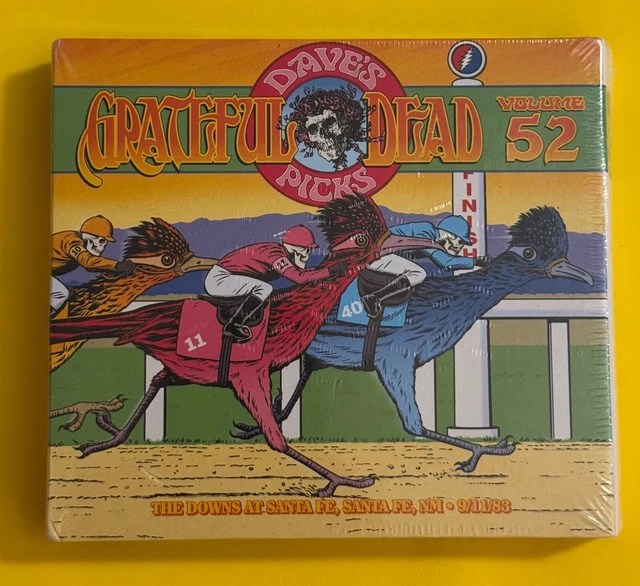 DAVE'S
GRATEFUL DEAD
PICKS
VOLUME
52
FINISH
11
40
THE DOWNS AT SANTA FE, SANTA FE, NM • 9/11/83